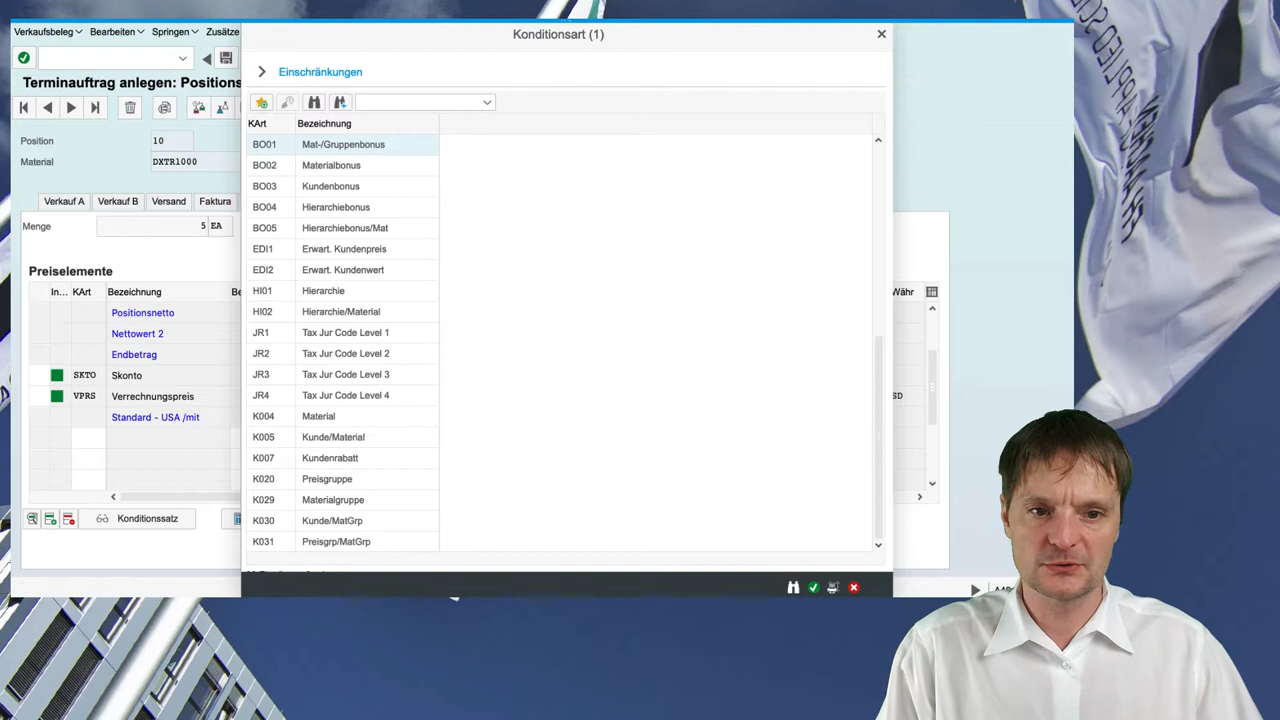 Verkaufsbeleg Bearbeiten Springen Zusätze
Terminauftrag anlegen: Positions
Position 10
Material DXTR1000
Verkauf A Verkauf B Versand Faktura
Menge 5 EA
Preiselemente
In... KArt Bezeichnung Be
Positionsnetto
Nettowert 2
Endbetrag
SKTO Skonto
VPRS Verrechnungspreis
Standard - USA /mit
Konditionssatz
Konditionsart (1)
Einschränkungen
KArt Bezeichnung
BO01 Mat-/Gruppenbonus
BO02 Materialbonus
BO03 Kundenbonus
BO04 Hierarchiebonus
BO05 Hierarchiebonus/Mat
EDI1 Erwart. Kundenpreis
EDI2 Erwart. Kundenwert
HI01 Hierarchie
HI02 Hierarchie/Material
JR1 Tax Jur Code Level 1
JR2 Tax Jur Code Level 2
JR3 Tax Jur Code Level 3
JR4 Tax Jur Code Level 4
K004 Material
K005 Kunde/Material
K007 Kundenrabatt
K020 Preisgruppe
K029 Materialgruppe
K030 Kunde/MatGrp
K031 Preisgrp/MatGrp
Währ
SD